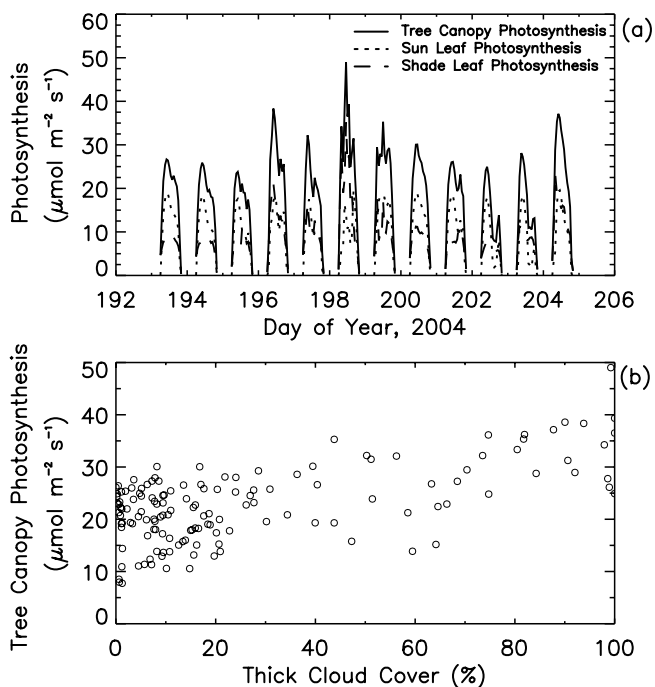 (a)
Tree Canopy Photosynthesis
Sun Leaf Photosynthesis
Shade Leaf Photosynthesis
Photosynthesis
(μmol m⁻² s⁻¹)
60
50
40
30
20
10
0
192 194 196 198 200 202 204 206
Day of Year, 2004
(b)
Tree Canopy Photosynthesis
(μmol m⁻² s⁻¹)
50
40
30
20
10
0
0 20 40 60 80 100
Thick Cloud Cover (%)